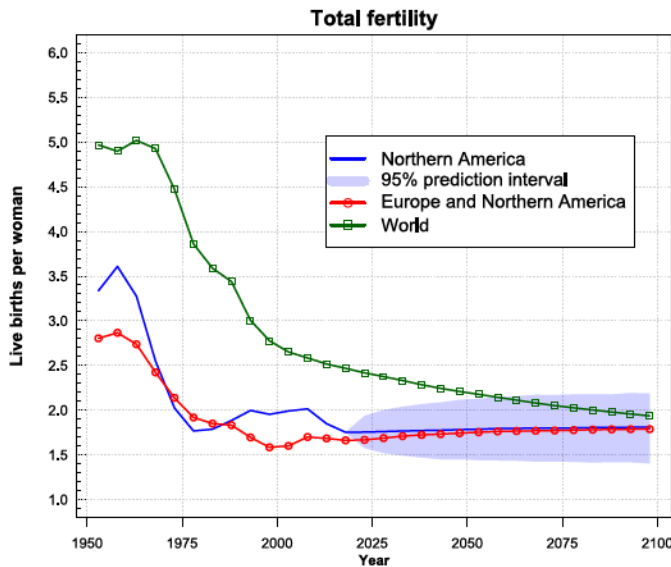 Total fertility
6.0
5.5
5.0
4.5
4.0
3.5
3.0
2.5
2.0
1.5
1.0
Live births per woman
Northern America
95% prediction interval
Europe and Northern America
World
1950 1975 2000 2025 2050 2075 2100
Year